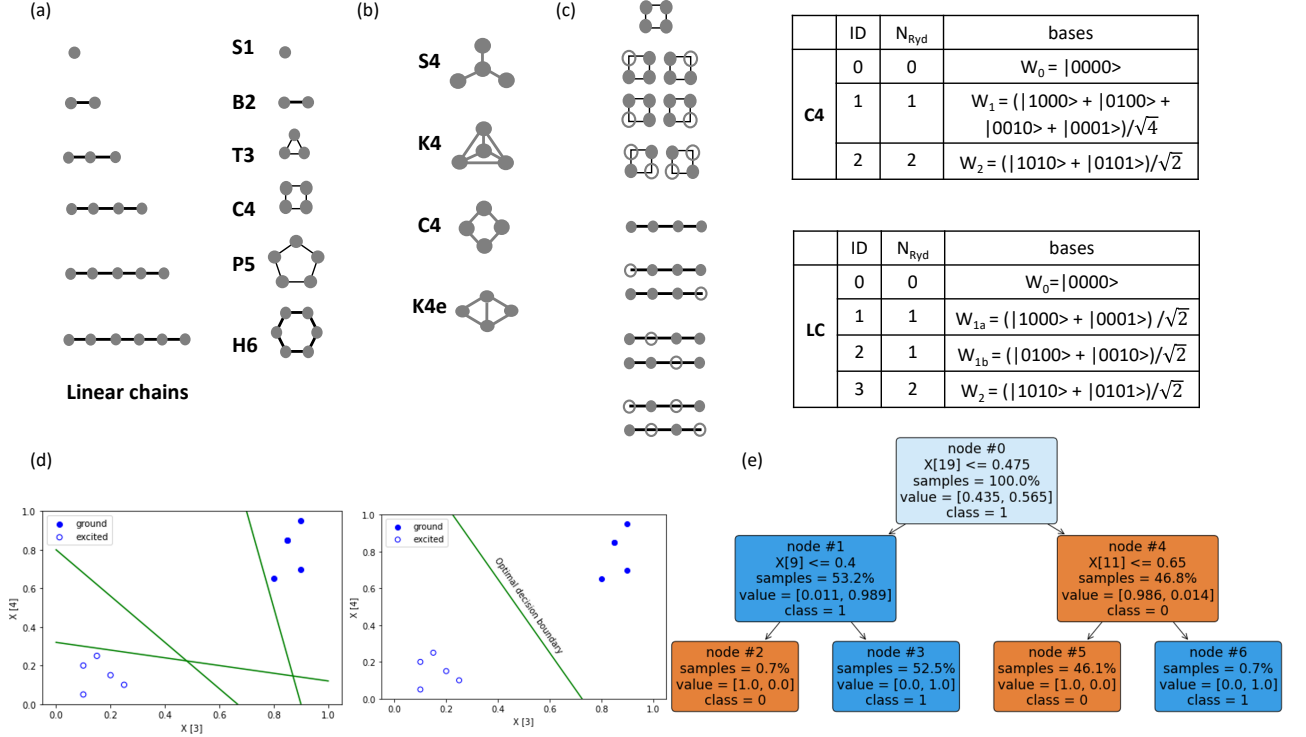 (a)
S1
B2
T3
C4
P5
H6
Linear chains
(b)
S4
K4
C4
K4e
(c)
ID
N_Ryd
bases
C4
0
0
W₀ = |0000>
1
1
W₁ = (|1000> + |0100> +
|0010> + |0001>)/√4
2
2
W₂ = (|1010> + |0101>)/√2
ID
N_Ryd
bases
LC
0
0
W₀=|0000>
1
1
W₁ₐ = (|1000> + |0001>) /√2
2
1
W_1b = (|0100> + |0010>)/√2
3
2
W₂ = (|1010> + |0101>)/√2
(d)
ground
excited
1.0
0.8
0.6
0.4
0.2
0.0
X [4]
0.0
0.2
0.4
0.6
0.8
1.0
X [3]
ground
excited
Optimal decision boundary
1.0
0.8
0.6
0.4
0.2
0.0
X [4]
0.0
0.2
0.4
0.6
0.8
1.0
X [3]
(e)
node #0
X[19] <= 0.475
samples = 100.0%
value = [0.435, 0.565]
class = 1
node #1
X[9] <= 0.4
samples = 53.2%
value = [0.011, 0.989]
class = 1
node #4
X[11] <= 0.65
samples = 46.8%
value = [0.986, 0.014]
class = 0
node #2
samples = 0.7%
value = [1.0, 0.0]
class = 0
node #3
samples = 52.5%
value = [0.0, 1.0]
class = 1
node #5
samples = 46.1%
value = [1.0, 0.0]
class = 0
node #6
samples = 0.7%
value = [0.0, 1.0]
class = 1